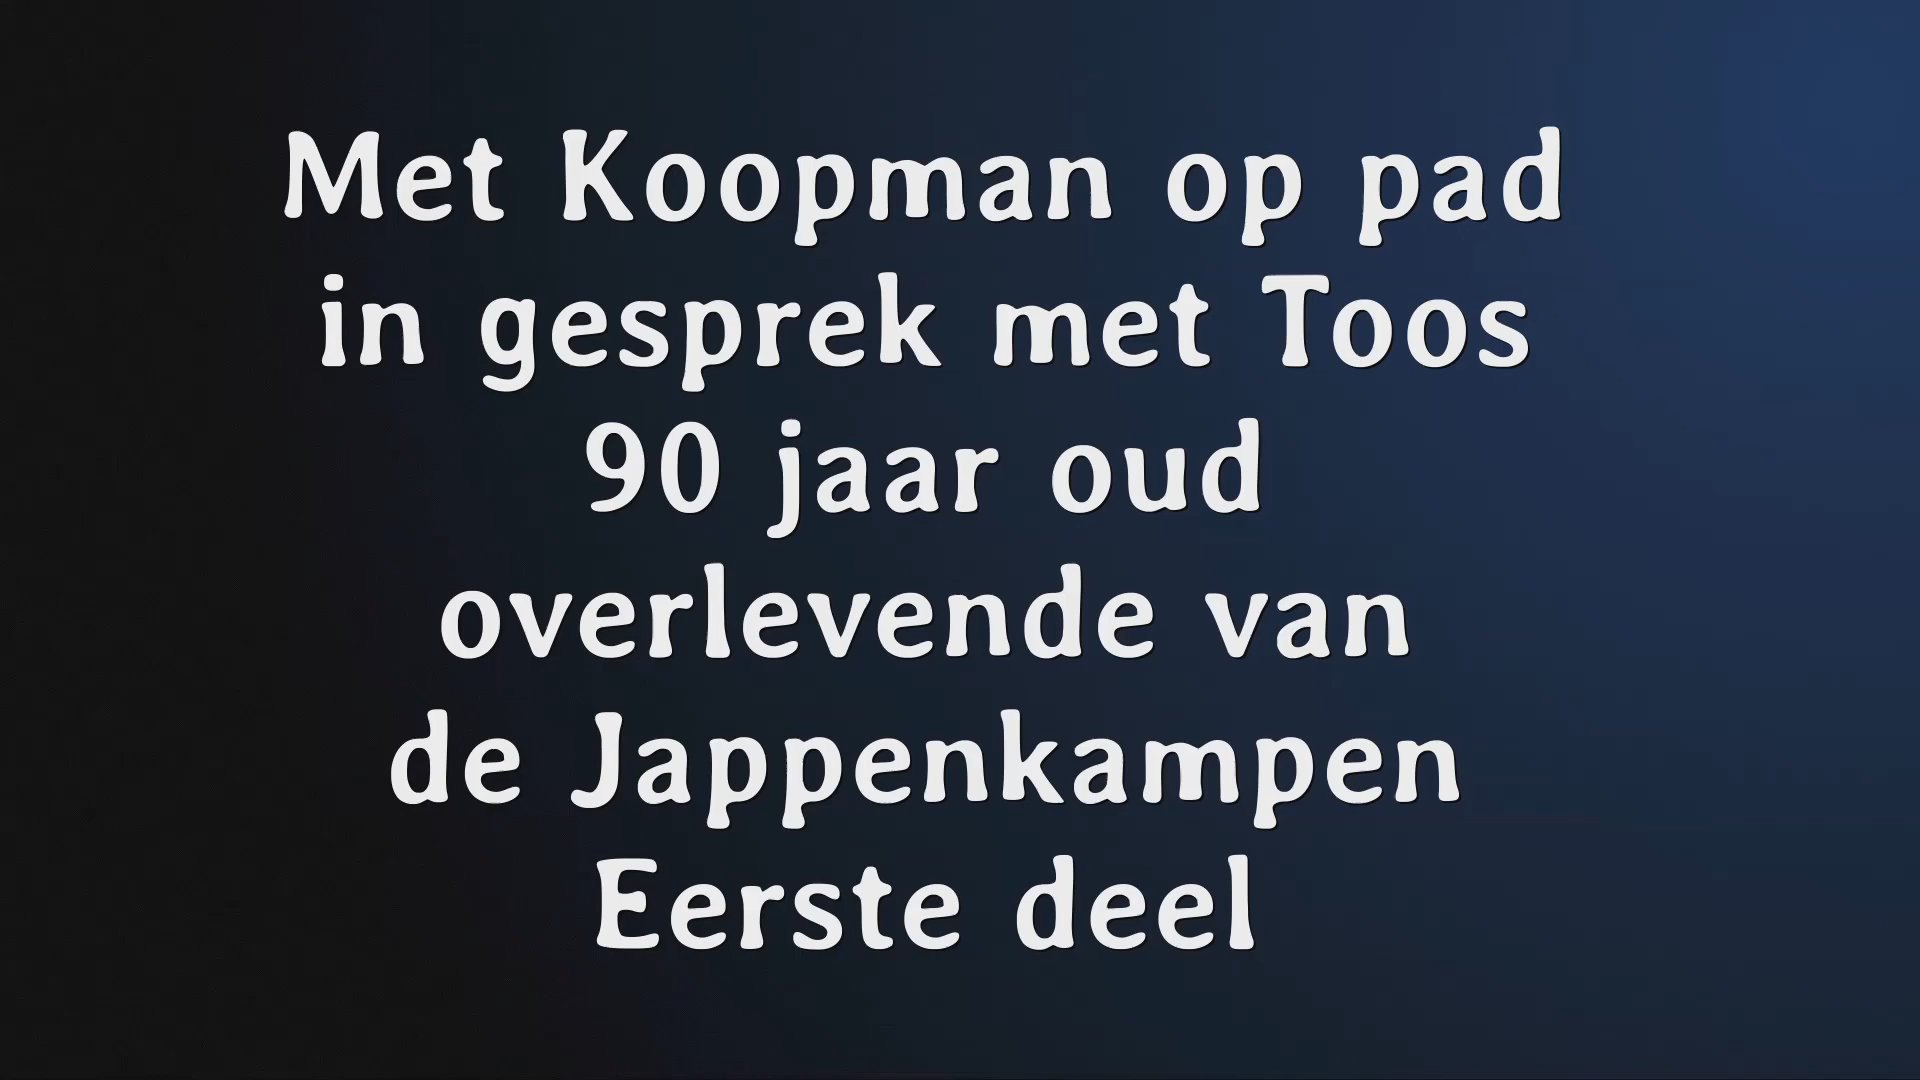 Met Koopman op pad
in gesprek met Toos
90 jaar oud
overlevende van
de Jappenkampen
Eerste deel